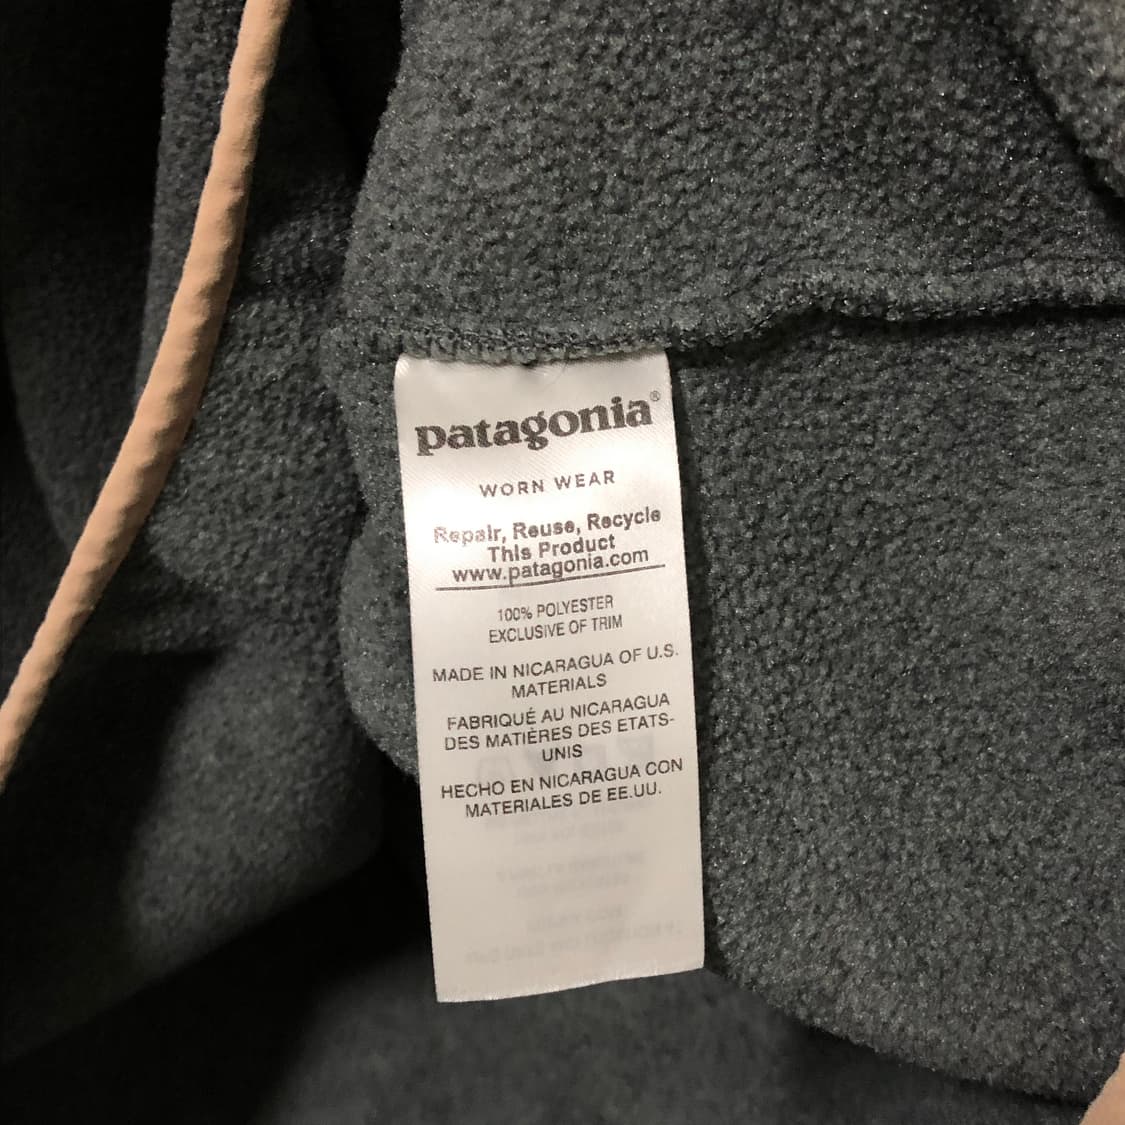 patagonia®
WORN WEAR
Repair, Reuse, Recycle
This Product
www.patagonia.com
100% POLYESTER
EXCLUSIVE OF TRIM
MADE IN NICARAGUA OF U.S.
MATERIALS
FABRIQUÉ AU NICARAGUA
DES MATIÈRES DES ETATS-
UNIS
HECHO EN NICARAGUA CON
MATERIALES DE EE.UU.